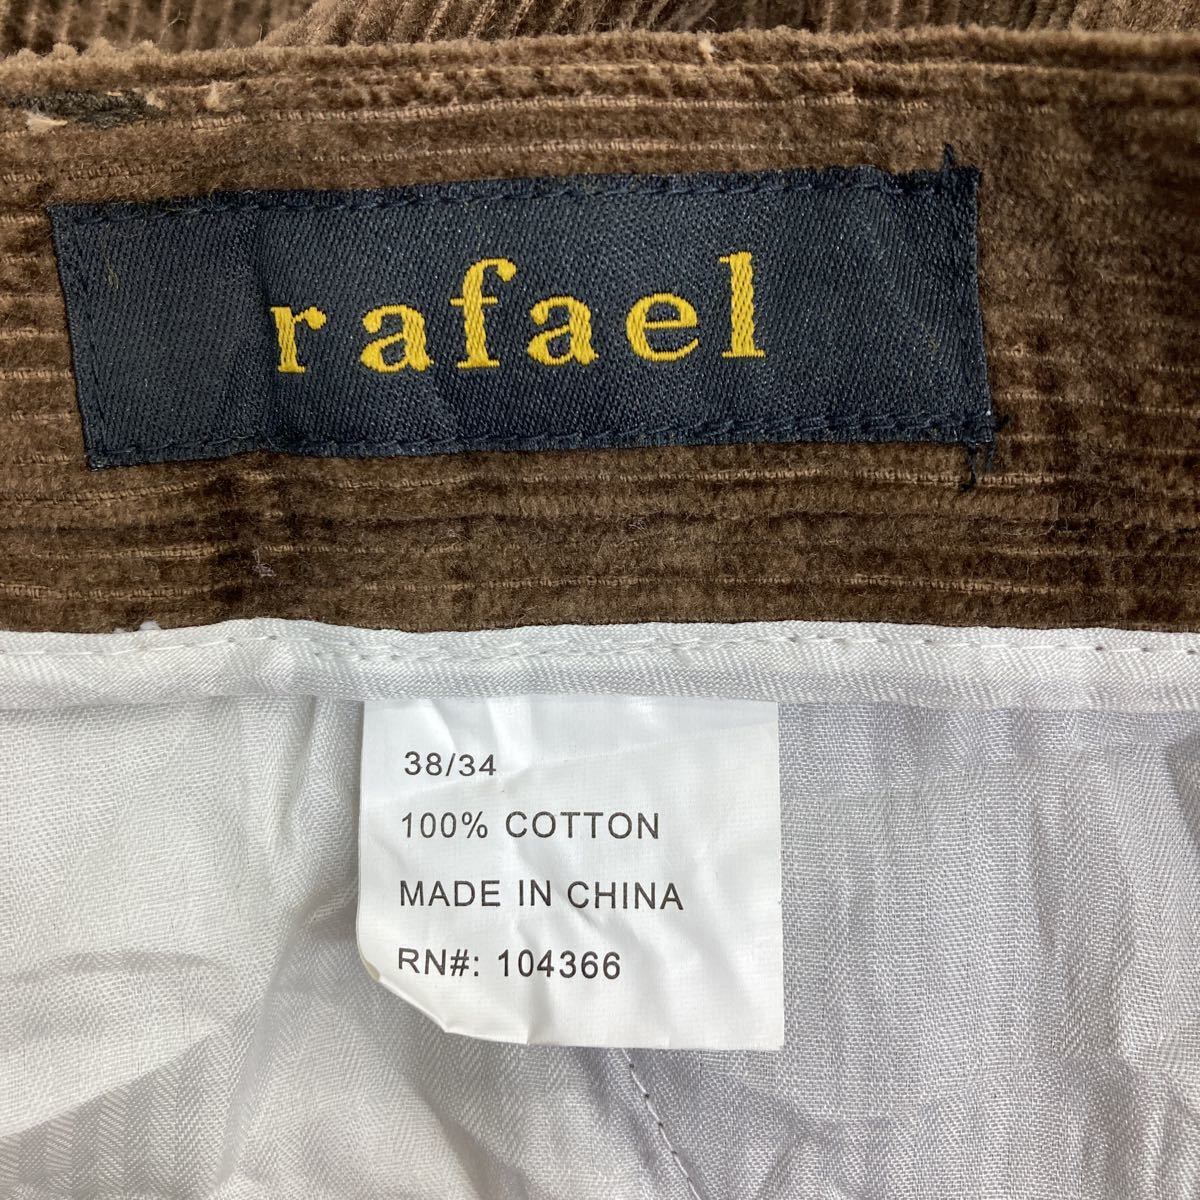 rafael
38/34
100% COTTON
MADE IN CHINA
RN#: 104366